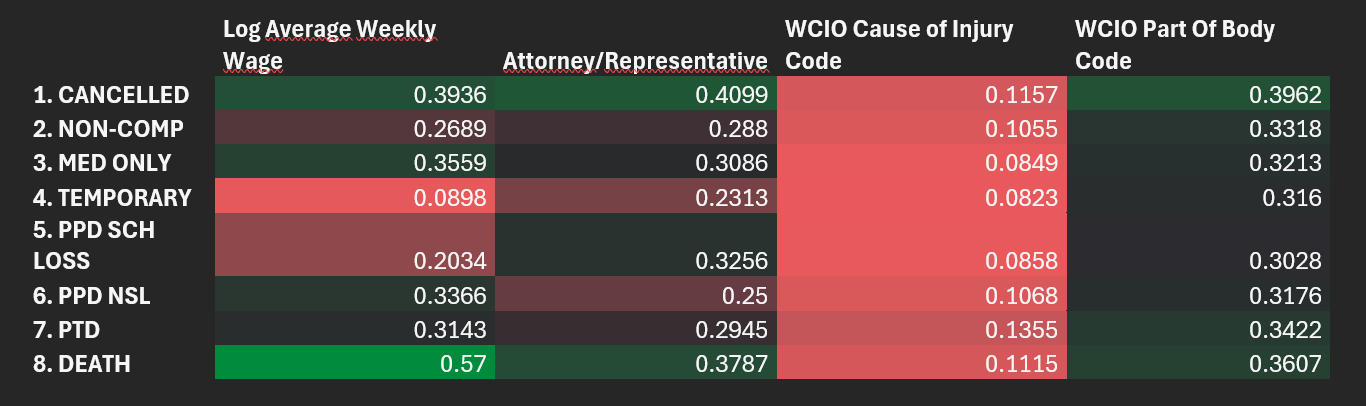 Log Average Weekly Wage Attorney/Representative WCIO Cause of Injury Code WCIO Part Of Body Code
1. CANCELLED 0.3936 0.4099 0.1157 0.3962
2. NON-COMP 0.2689 0.288 0.1055 0.3318
3. MED ONLY 0.3559 0.3086 0.0849 0.3213
4. TEMPORARY 0.0898 0.2313 0.0823 0.316
5. PPD SCH
LOSS 0.2034 0.3256 0.0858 0.3028
6. PPD NSL 0.3366 0.25 0.1068 0.3176
7. PTD 0.3143 0.2945 0.1355 0.3422
8. DEATH 0.57 0.3787 0.1115 0.3607